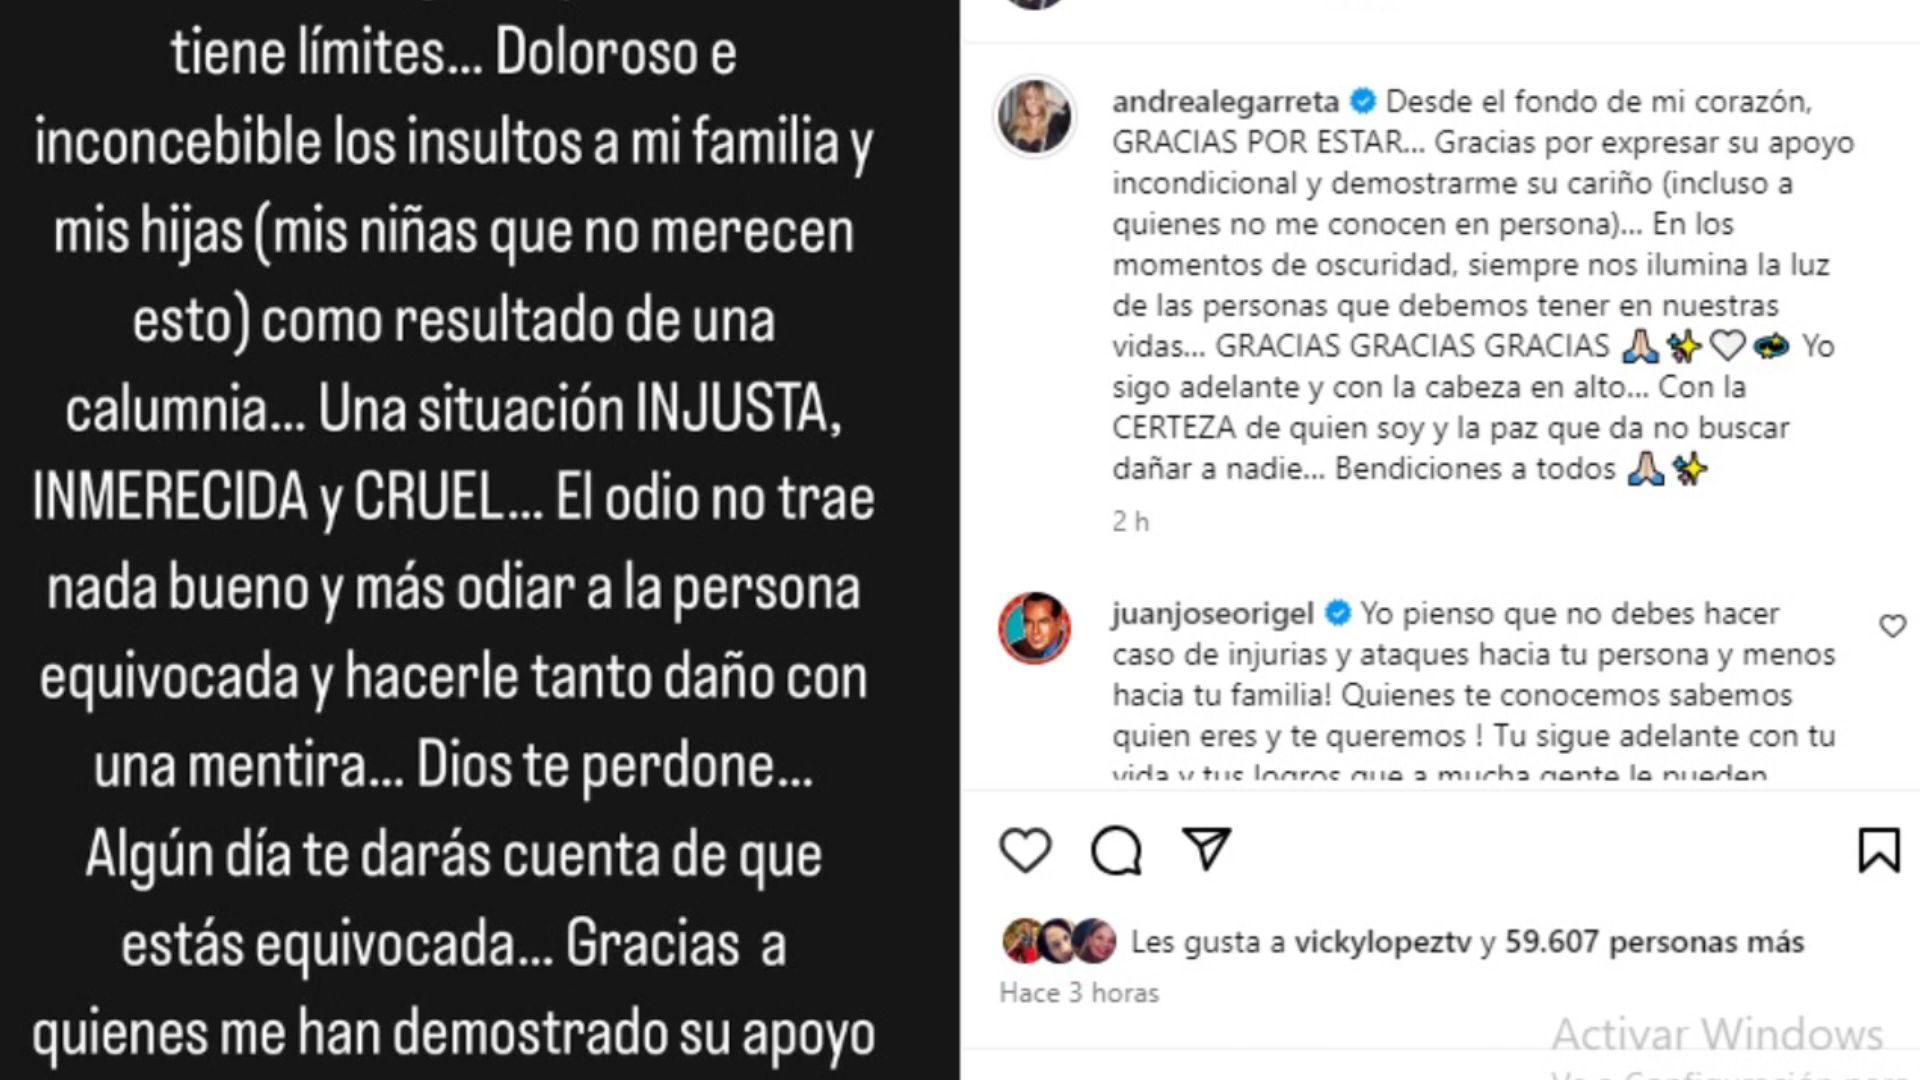 tiene límites... Doloroso e
inconcebible los insultos a mi familia y
mis hijas (mis niñas que no merecen
esto) como resultado de una
calumnia... Una situación INJUSTA,
INMERECIDA y CRUEL... El odio no trae
nada bueno y más odiar a la persona
equivocada y hacerle tanto daño con
una mentira... Dios te perdone...
Algún día te darás cuenta de que
estás equivocada... Gracias a
quienes me han demostrado su apoyo
andrealegarreta Desde el fondo de mi corazón,
GRACIAS POR ESTAR... Gracias por expresar su apoyo
incondicional y demostrarme su cariño (incluso a
quienes no me conocen en persona)... En los
momentos de oscuridad, siempre nos ilumina la luz
de las personas que debemos tener en nuestras
vidas... GRACIAS GRACIAS GRACIAS 🙏🏻✨🤍💫 Yo
sigo adelante y con la cabeza en alto... Con la
CERTEZA de quien soy y la paz que da no buscar
dañar a nadie... Bendiciones a todos 🙏🏻✨
2 h
juanjoseorigel Yo pienso que no debes hacer
caso de injurias y ataques hacia tu persona y menos
hacia tu familia! Quienes te conocemos sabemos
quien eres y te queremos ! Tu sigue adelante con tu
vida y tus logros que a mucha gente le pueden
Les gusta a vickylopeztv y 59.607 personas más
Hace 3 horas
Activar Windows